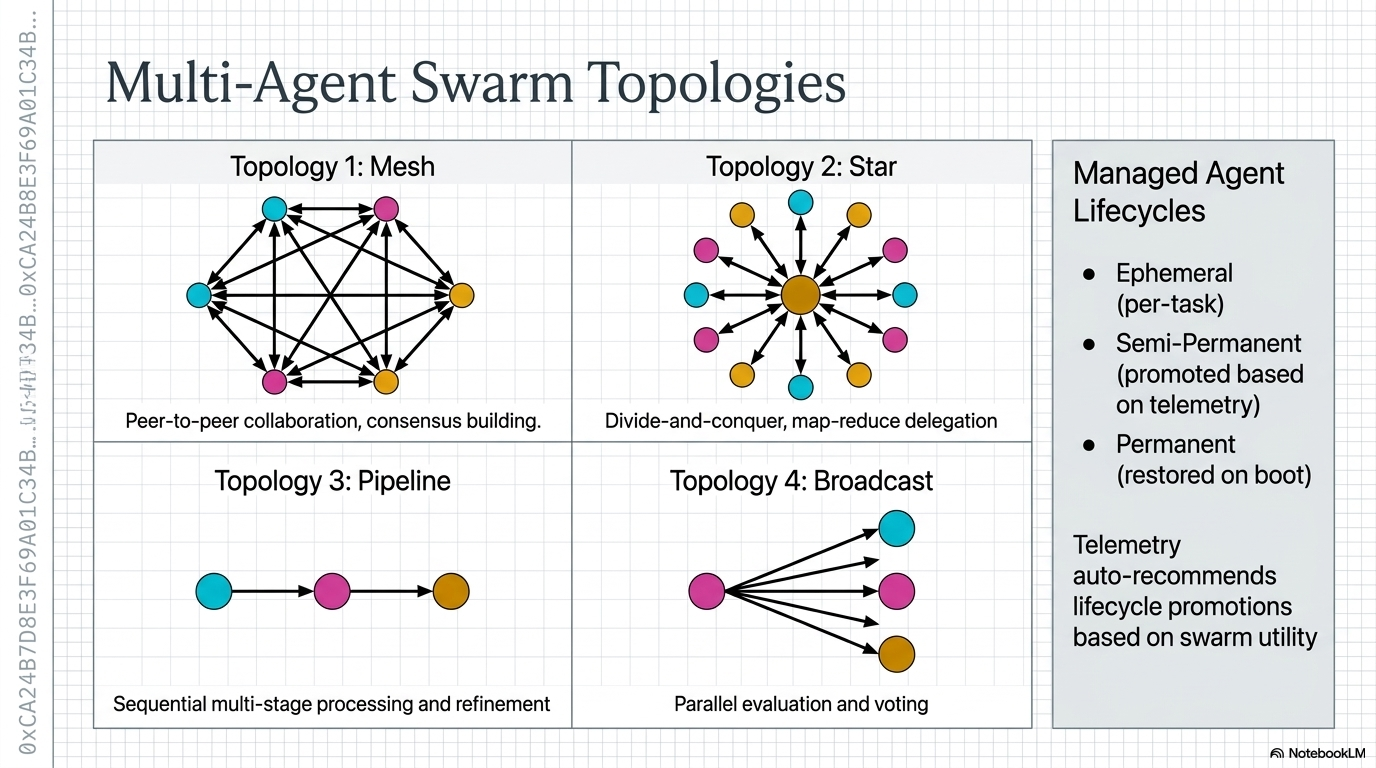 Multi-Agent Swarm Topologies
Topology 1: Mesh
Peer-to-peer collaboration, consensus building.
Topology 2: Star
Divide-and-conquer, map-reduce delegation
Topology 3: Pipeline
Sequential multi-stage processing and refinement
Topology 4: Broadcast
Parallel evaluation and voting
Managed Agent
Lifecycles
● Ephemeral
(per-task)
● Semi-Permanent
(promoted based
on telemetry)
● Permanent
(restored on boot)
Telemetry
auto-recommends
lifecycle promotions
based on swarm utility
0xCA24B7D8E3F69A01C34B...
0xCA24B8E3F69A01C34B...
NotebookLM